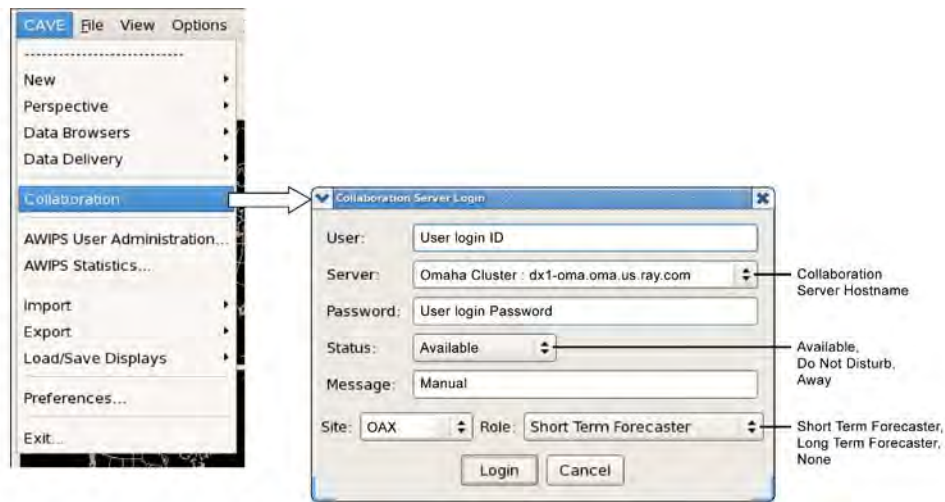 CAVE File View Options
New
Perspective
Data Browsers
Data Delivery
Collaboration
AWIPS User Administration...
AWIPS Statistics...
Import
Export
Load/Save Displays
Preferences...
Exit...
Collaboration Server Login
User: User login ID
Server: Omaha Cluster : dx1-oma.oma.us.ray.com
Collaboration
Server Hostname
Password: User login Password
Status: Available
Available,
Do Not Disturb,
Away
Message: Manual
Site: OAX Role: Short Term Forecaster
Short Term Forecaster,
Long Term Forecaster,
None
Login Cancel